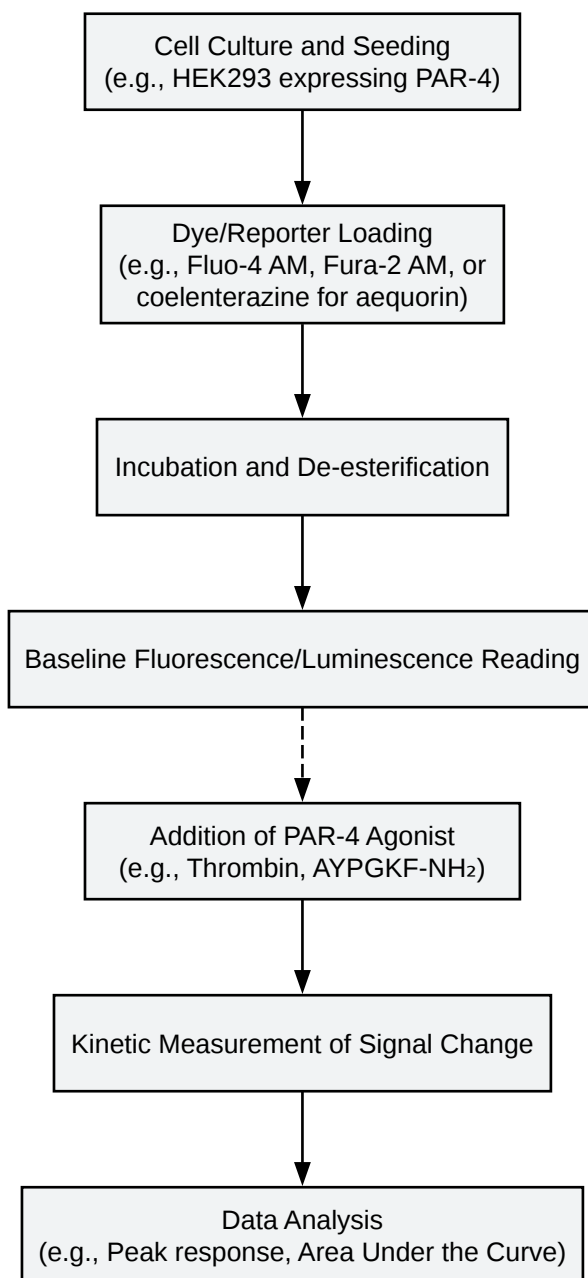 Cell Culture and Seeding
(e.g., HEK293 expressing PAR-4)
Dye/Reporter Loading
(e.g., Fluo-4 AM, Fura-2 AM, or
coelenterazine for aequorin)
Incubation and De-esterification
Baseline Fluorescence/Luminescence Reading
Addition of PAR-4 Agonist
(e.g., Thrombin, AYPGKF-NH₂)
Kinetic Measurement of Signal Change
Data Analysis
(e.g., Peak response, Area Under the Curve)